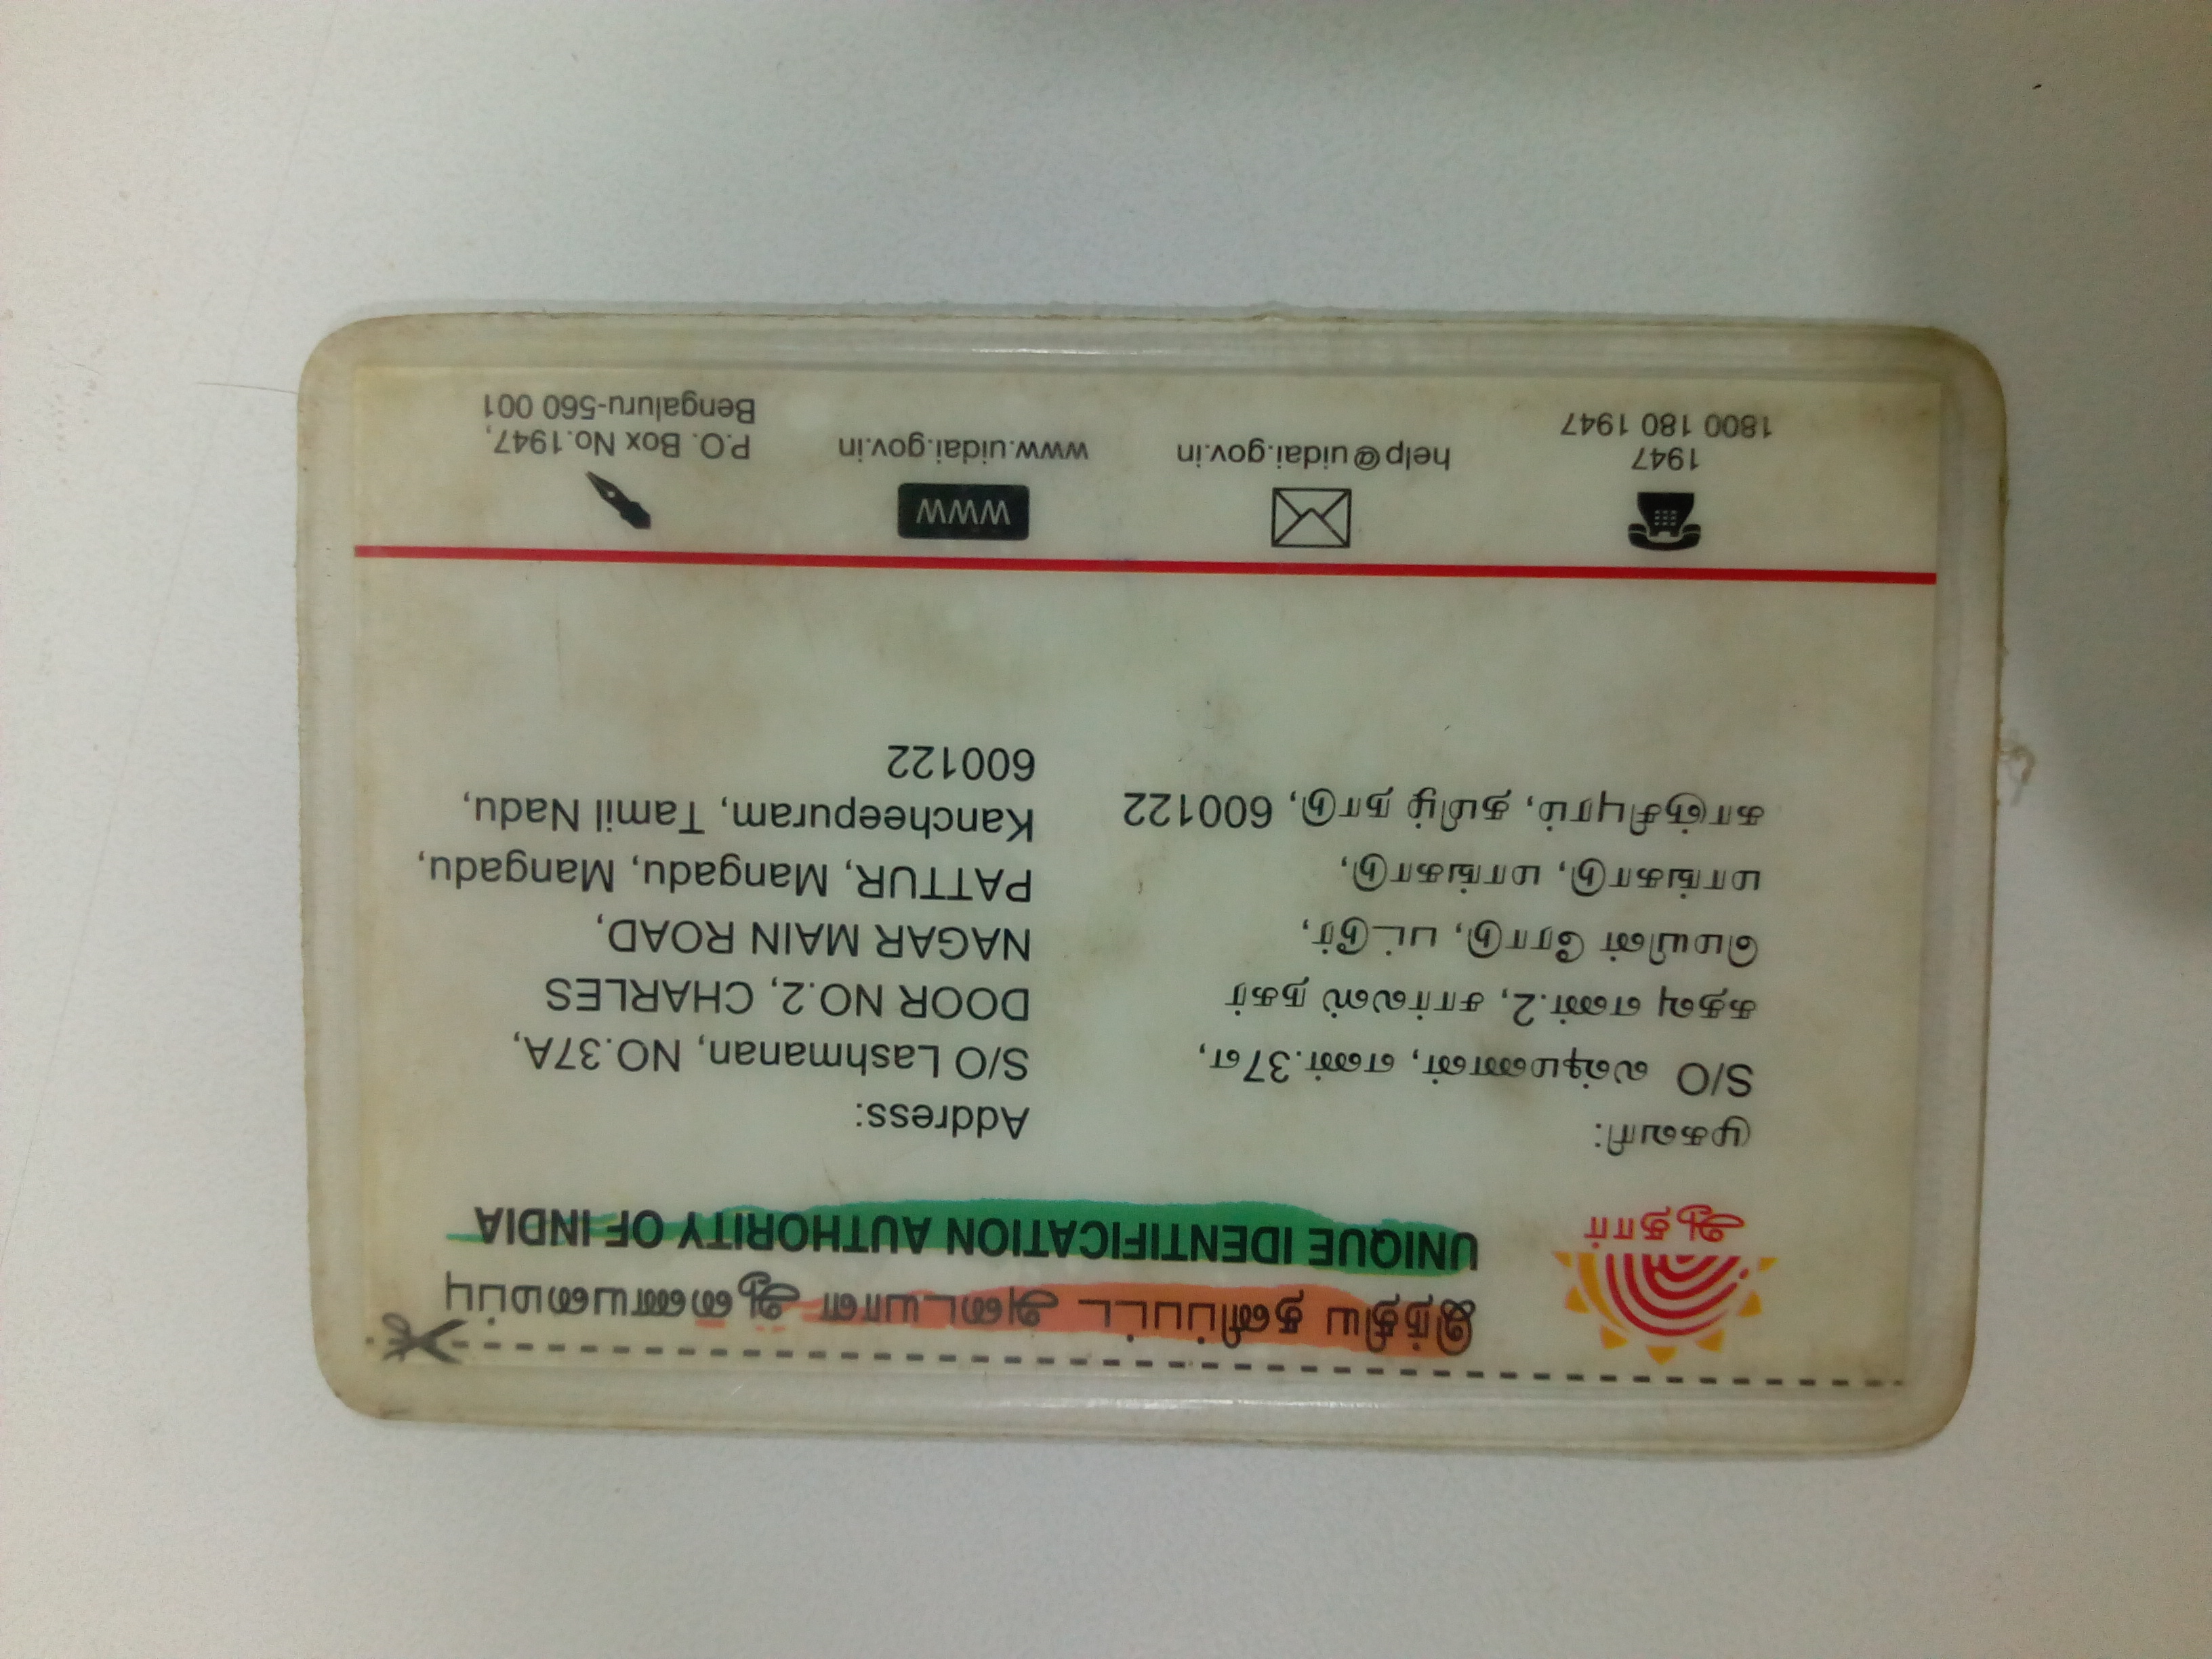 இந்திய தனிப்பட்ட அடையாள ஆணையமைப்பு
UNIQUE IDENTIFICATION AUTHORITY OF INDIA
ஆதார்
முகவரி:
S/O லஷ்மணன், எண்.37எ,
கதவு எண்.2, சார்லஸ் நகர்
மெயின் ரோடு, பட்டூர்,
மாங்காடு, மாங்காடு,
காஞ்சிபுரம், தமிழ் நாடு, 600122
Address:
S/O Lashmanan, NO.37A,
DOOR NO.2, CHARLES
NAGAR MAIN ROAD,
PATTUR, Mangadu, Mangadu,
Kancheepuram, Tamil Nadu,
600122
1947
1800 180 1947
help@uidai.gov.in
WWW
www.uidai.gov.in
P.O. Box No.1947,
Bengaluru-560 001